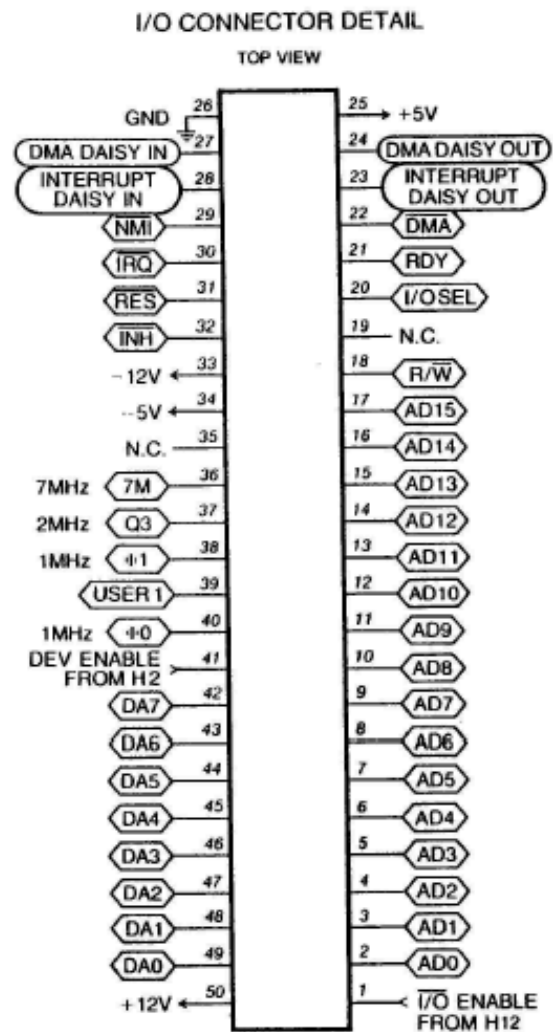 I/O CONNECTOR DETAIL
TOP VIEW
GND 26
25 +5V
DMA DAISY IN 27
24 DMA DAISY OUT
INTERRUPT
DAISY IN 28
23 INTERRUPT
DAISY OUT
NMI 29
22 DMA
IRQ 30
21 RDY
RES 31
20 I/OSEL
INH 32
19 N.C.
-12V 33
18 R/W
-5V 34
17 AD15
N.C. 35
16 AD14
7MHz 7M 36
15 AD13
2MHz Q3 37
14 AD12
1MHz ϕ1 38
13 AD11
USER 1 39
12 AD10
1MHz ϕ0 40
11 AD9
DEV ENABLE
FROM H2 41
10 AD8
DA7 42
9 AD7
DA6 43
8 AD6
DA5 44
7 AD5
DA4 45
6 AD4
DA3 46
5 AD3
DA2 47
4 AD2
DA1 48
3 AD1
DA0 49
2 AD0
+12V 50
1 I/O ENABLE
FROM H12